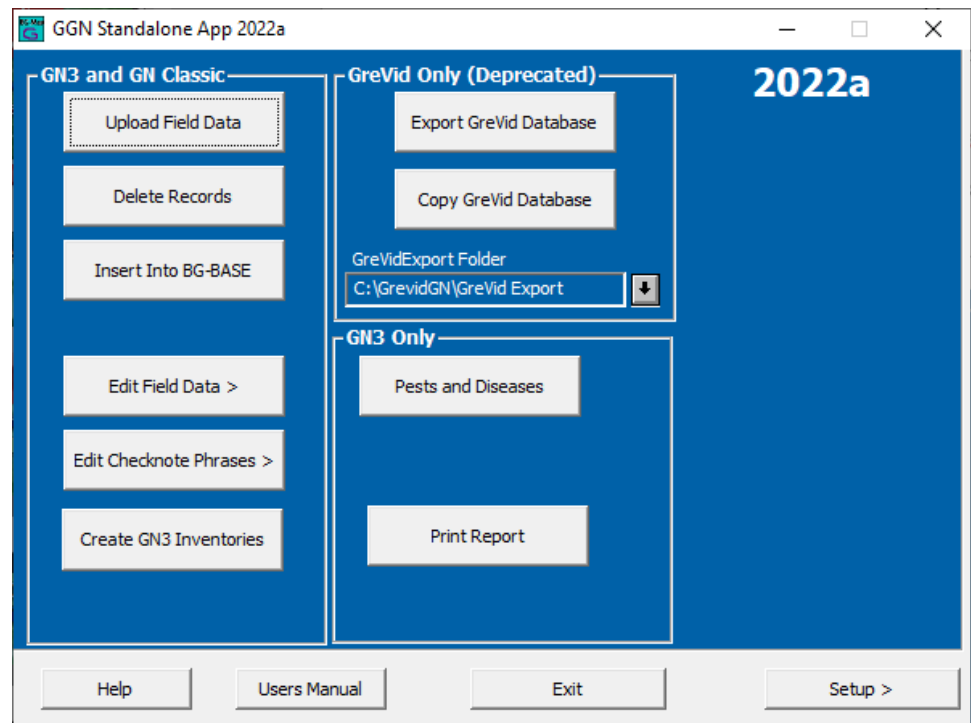 GGN Standalone App 2022a
GN3 and GN Classic
Upload Field Data
Delete Records
Insert Into BG-BASE
Edit Field Data >
Edit Checknote Phrases >
Create GN3 Inventories
GreVid Only (Deprecated)
Export GreVid Database
Copy GreVid Database
GreVidExport Folder
C:\GrevidGN\GreVid Export
GN3 Only
Pests and Diseases
Print Report
2022a
Help
Users Manual
Exit
Setup >